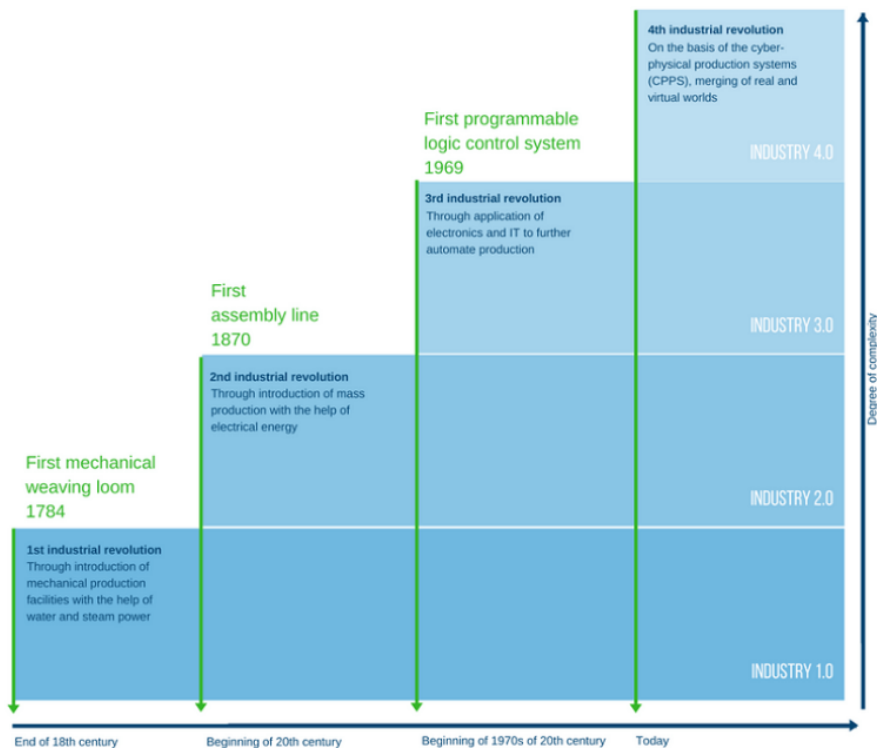 4th industrial revolution
On the basis of the cyber-
physical production systems
(CPPS), merging of real and
virtual worlds
INDUSTRY 4.0
First programmable
logic control system
1969
3rd industrial revolution
Through application of
electronics and IT to further
automate production
INDUSTRY 3.0
First
assembly line
1870
2nd industrial revolution
Through introduction of mass
production with the help of
electrical energy
INDUSTRY 2.0
First mechanical
weaving loom
1784
1st industrial revolution
Through introduction of
mechanical production
facilities with the help of
water and steam power
INDUSTRY 1.0
Degree of complexity
End of 18th century
Beginning of 20th century
Beginning of 1970s of 20th century
Today